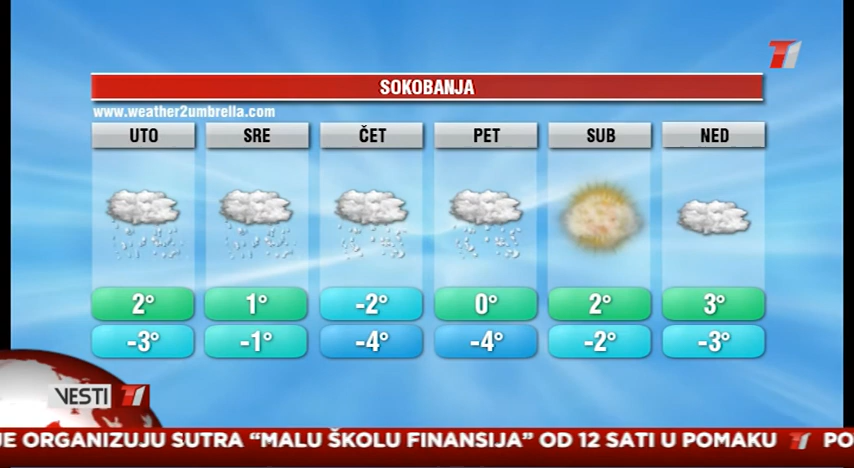 SOKOBANJA
www.weather2umbrella.com
UTO SRE ČET PET SUB NED
2° 1° -2° 0° 2° 3°
-3° -1° -4° -4° -2° -3°
VESTI
JE ORGANIZUJU SUTRA “MALU ŠKOLU FINANSIJA” OD 12 SATI U POMAKU PO